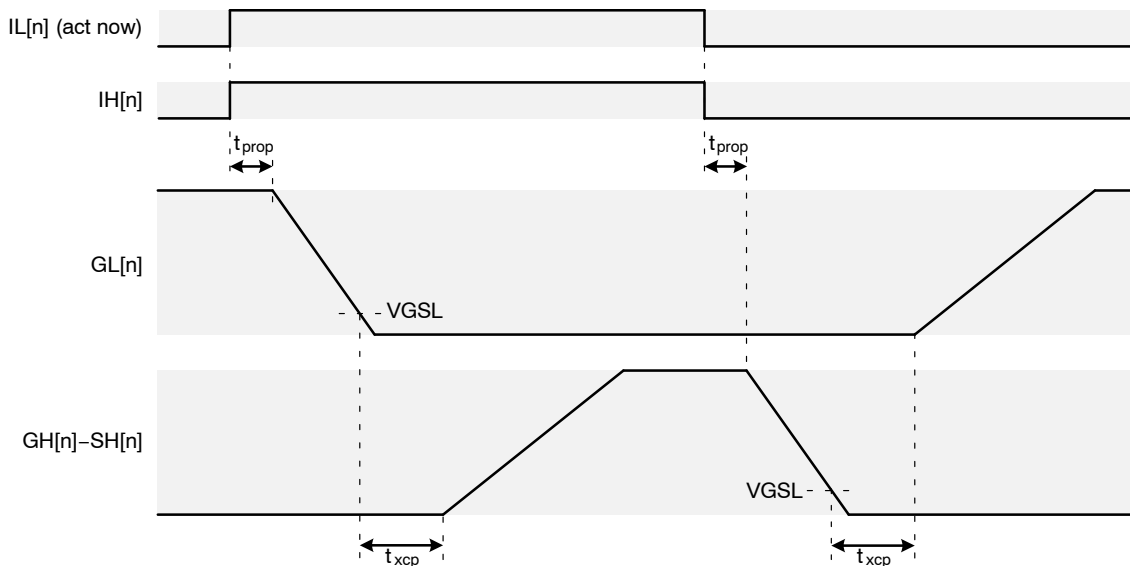 IL[n] (act now)
IH[n]
tprop
tprop
GL[n]
VGSL
GH[n]–SH[n]
VGSL
txcp
txcp